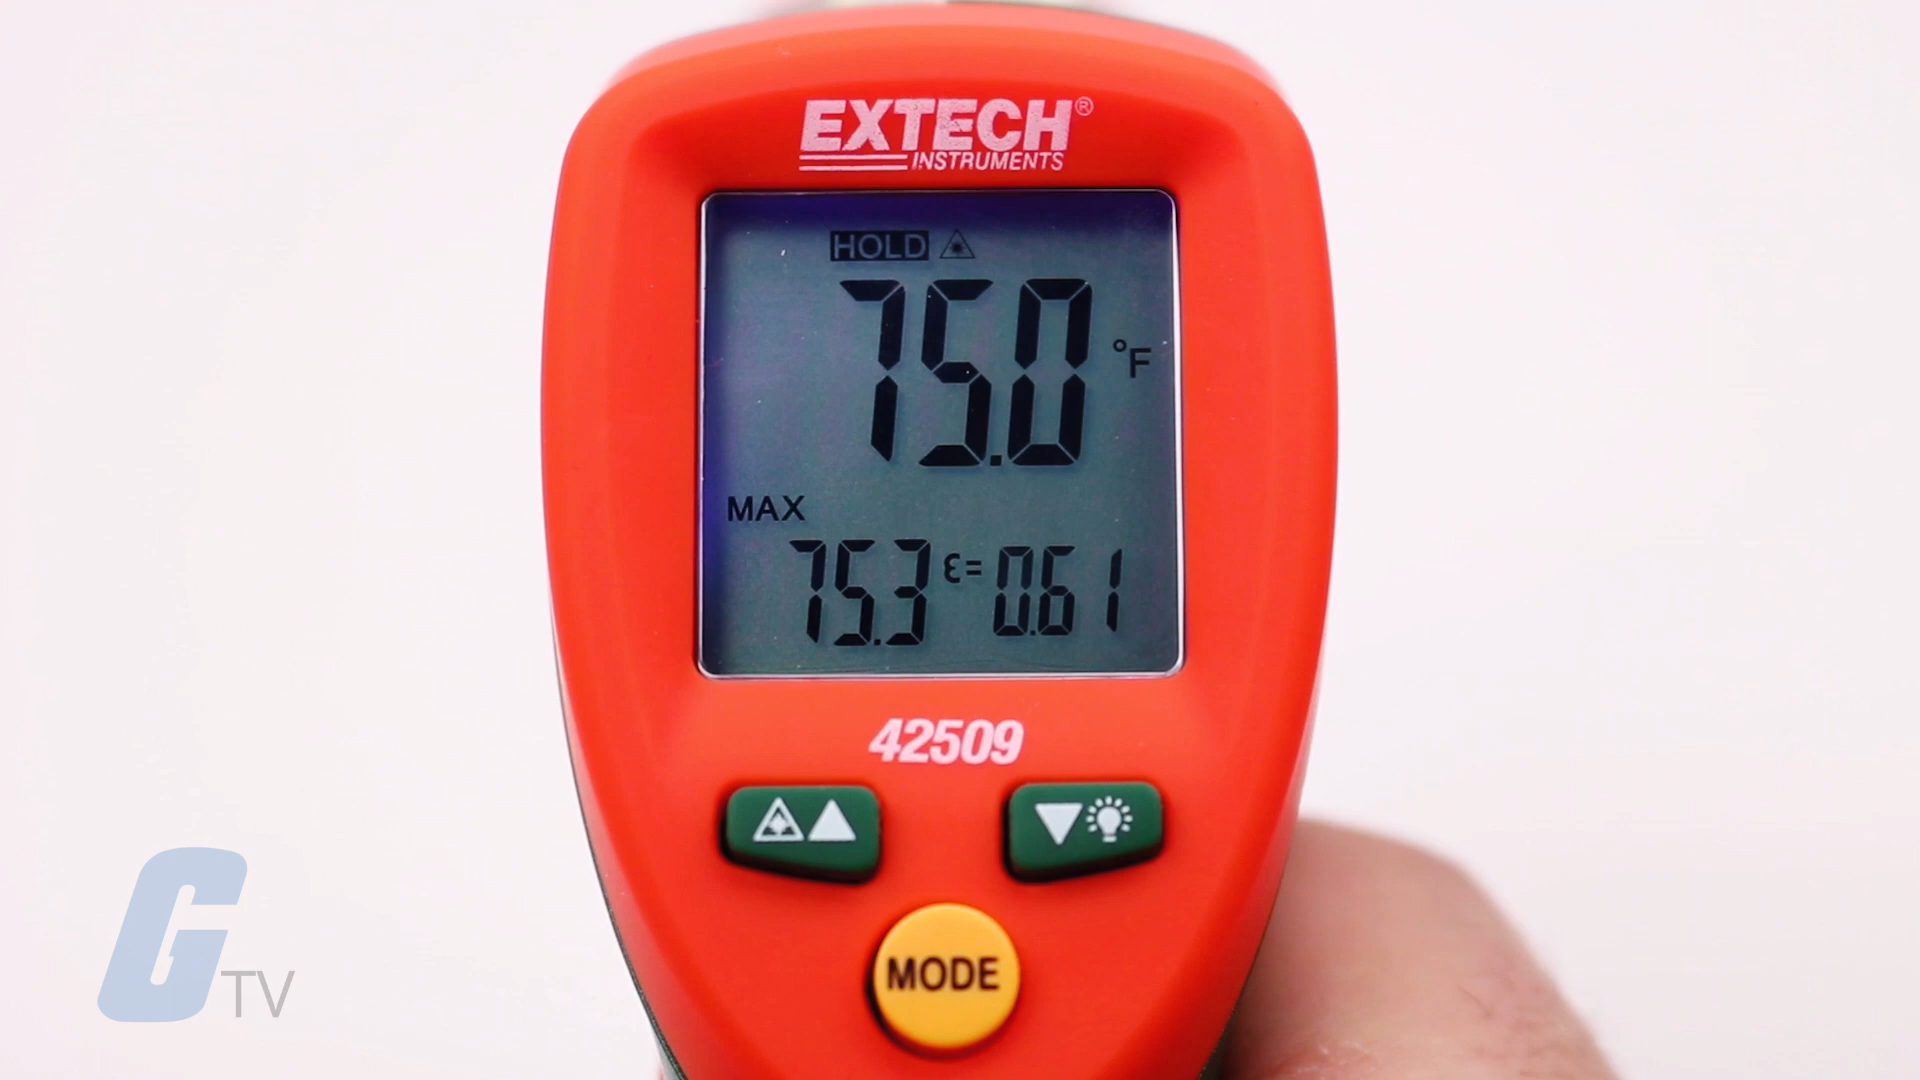 EXTECH®
INSTRUMENTS
HOLD
75.0 °F
MAX
75.3 ε= 0.61
42509
MODE
G TV